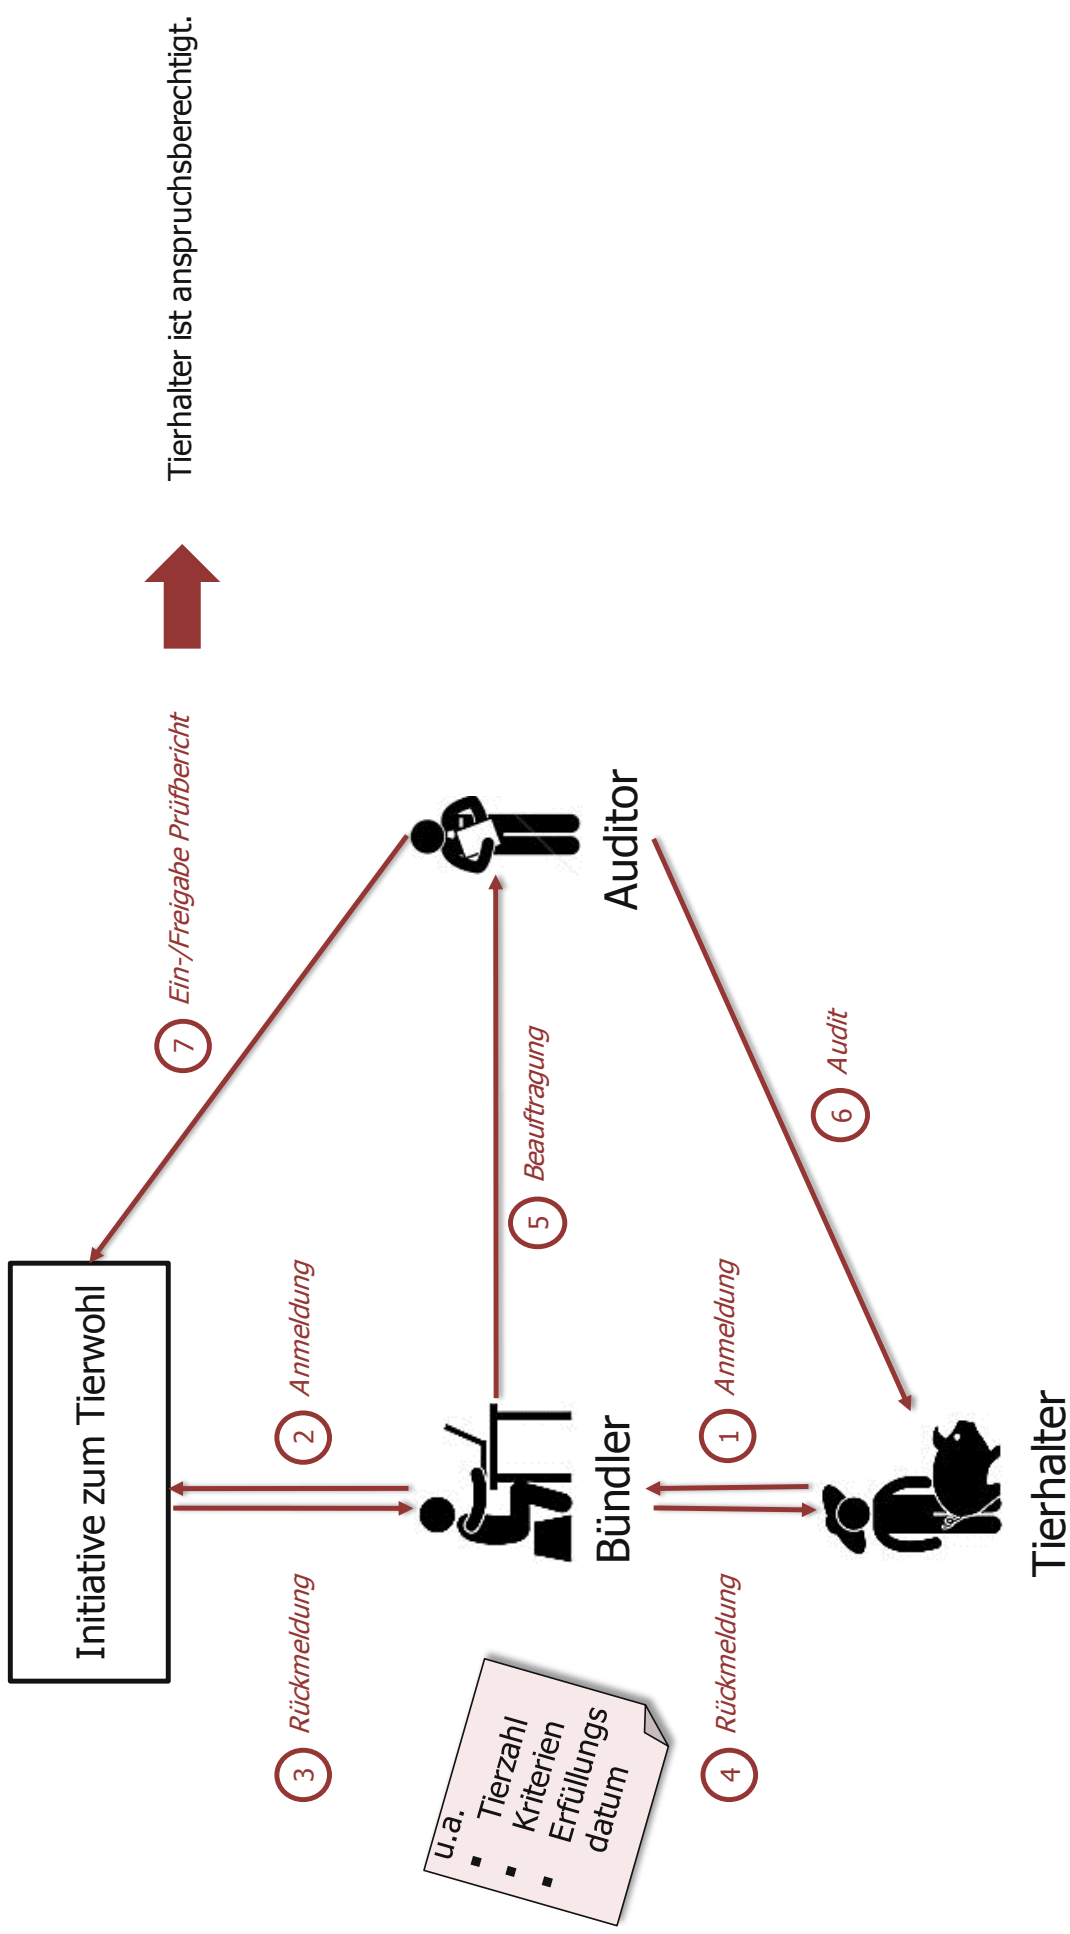 Initiative zum Tierwohl
7 Ein-/Freigabe Prüfbericht
Tierhalter ist anspruchsberechtigt.
3 Rückmeldung
2 Anmeldung
u.a.
▪ Tierzahl
▪ Kriterien
▪ Erfüllungs
datum
Bündler
5 Beauftragung
Auditor
4 Rückmeldung
1 Anmeldung
6 Audit
Tierhalter